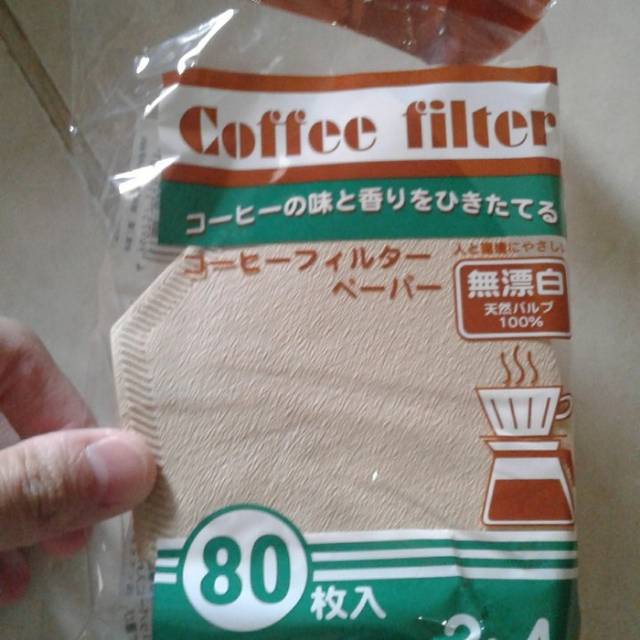 Coffee filter
コーヒーの味と香りをひきたてる
コーヒーフィルター
ペーパー
人と環境にやさしい
無漂白
天然パルプ
100%
80枚入